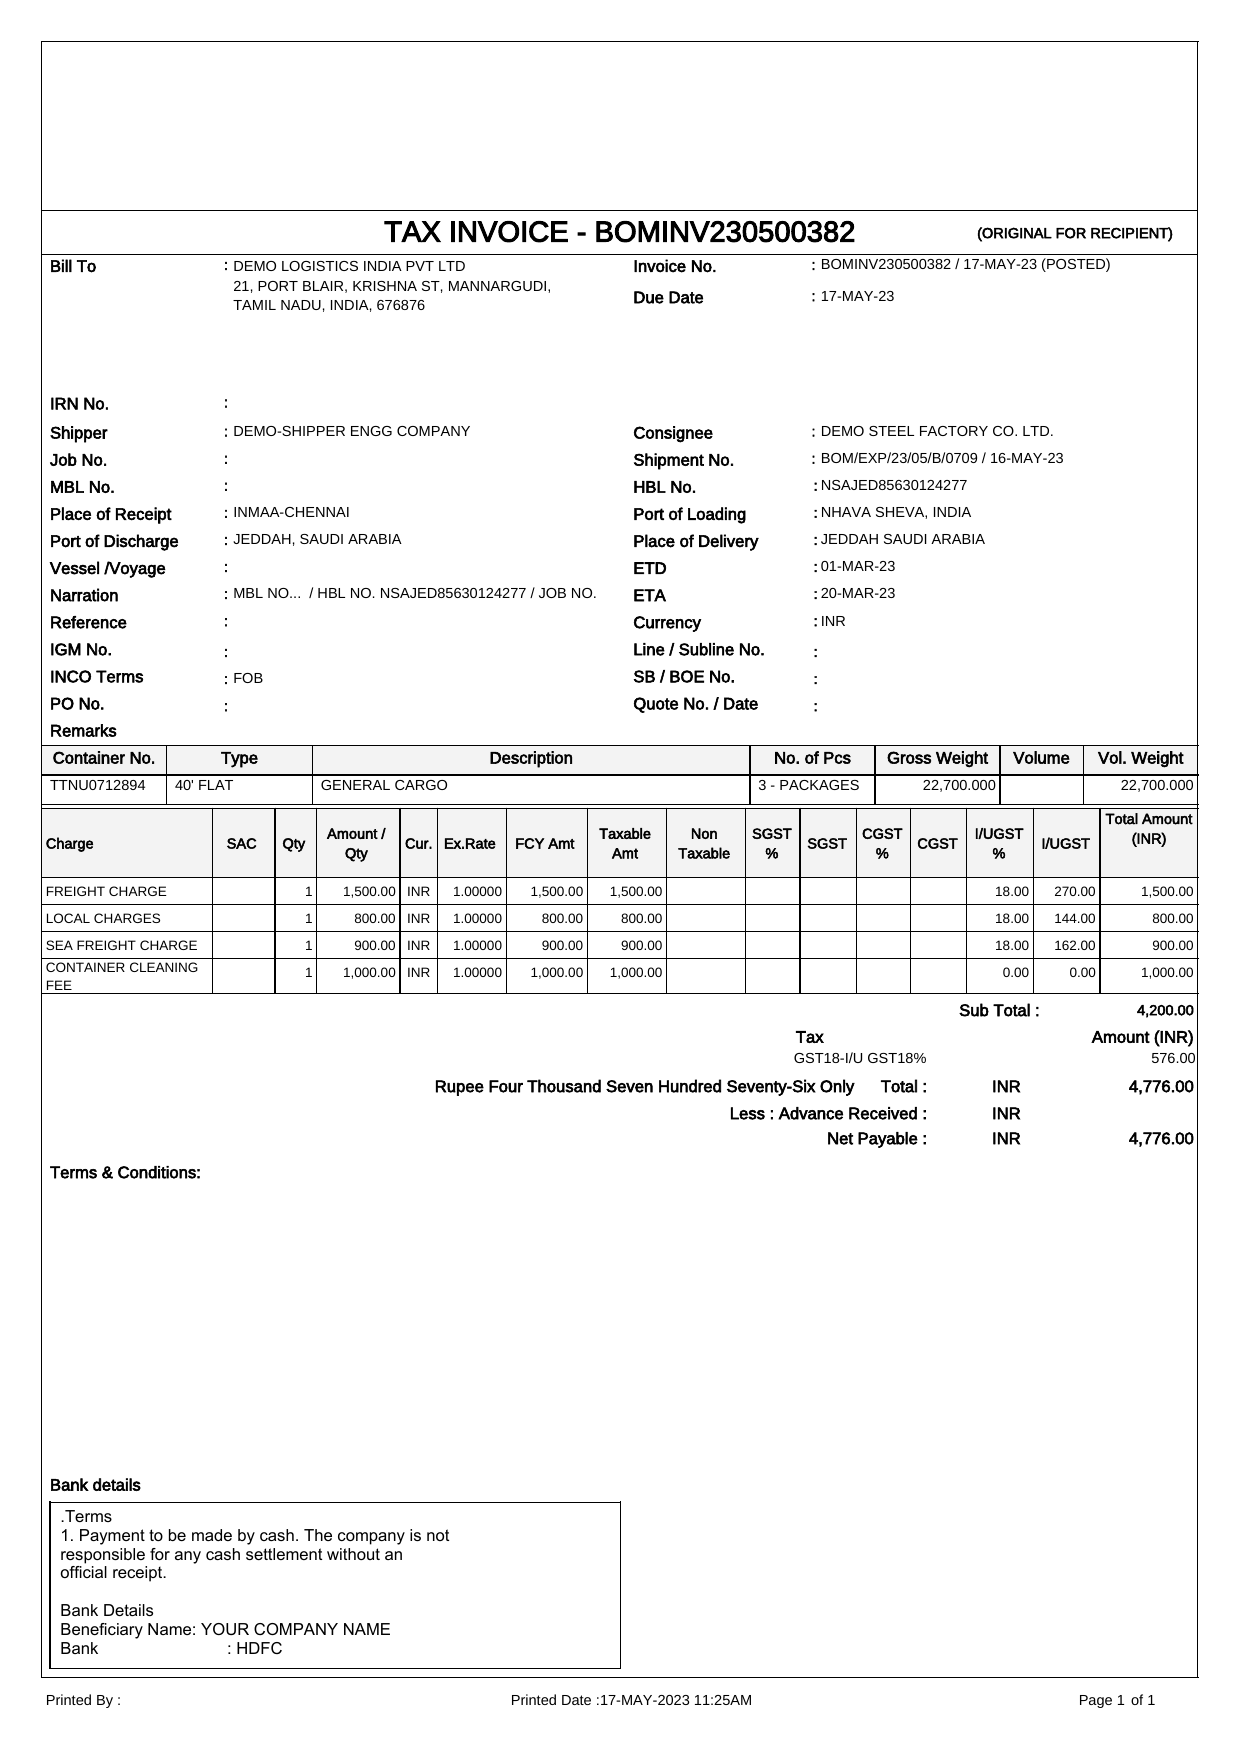 TAX INVOICE - BOMINV230500382 (ORIGINAL FOR RECIPIENT)
Bill To : DEMO LOGISTICS INDIA PVT LTD
21, PORT BLAIR, KRISHNA ST, MANNARGUDI,
TAMIL NADU, INDIA, 676876
Invoice No. : BOMINV230500382 / 17-MAY-23 (POSTED)
Due Date : 17-MAY-23
IRN No. :
Shipper : DEMO-SHIPPER ENGG COMPANY Consignee : DEMO STEEL FACTORY CO. LTD.
Job No. : Shipment No. : BOM/EXP/23/05/B/0709 / 16-MAY-23
MBL No. : HBL No. : NSAJED85630124277
Place of Receipt : INMAA-CHENNAI Port of Loading : NHAVA SHEVA, INDIA
Port of Discharge : JEDDAH, SAUDI ARABIA Place of Delivery : JEDDAH SAUDI ARABIA
Vessel /Voyage : ETD : 01-MAR-23
Narration : MBL NO... / HBL NO. NSAJED85630124277 / JOB NO. ETA : 20-MAR-23
Reference : Currency : INR
IGM No. : Line / Subline No. :
INCO Terms : FOB SB / BOE No. :
PO No. : Quote No. / Date :
Remarks
Container No. Type Description No. of Pcs Gross Weight Volume Vol. Weight
TTNU0712894 40' FLAT GENERAL CARGO 3 - PACKAGES 22,700.000 22,700.000
Charge SAC Qty Amount / Qty Cur. Ex.Rate FCY Amt Taxable Amt Non Taxable SGST % SGST CGST % CGST I/UGST % I/UGST Total Amount (INR)
FREIGHT CHARGE 1 1,500.00 INR 1.00000 1,500.00 1,500.00 18.00 270.00 1,500.00
LOCAL CHARGES 1 800.00 INR 1.00000 800.00 800.00 18.00 144.00 800.00
SEA FREIGHT CHARGE 1 900.00 INR 1.00000 900.00 900.00 18.00 162.00 900.00
CONTAINER CLEANING FEE 1 1,000.00 INR 1.00000 1,000.00 1,000.00 0.00 0.00 1,000.00
Sub Total : 4,200.00
Tax Amount (INR)
GST18-I/U GST18% 576.00
Rupee Four Thousand Seven Hundred Seventy-Six Only Total : INR 4,776.00
Less : Advance Received : INR
Net Payable : INR 4,776.00
Terms & Conditions:
Bank details
.Terms
1. Payment to be made by cash. The company is not
responsible for any cash settlement without an
official receipt.
Bank Details
Beneficiary Name: YOUR COMPANY NAME
Bank : HDFC
Printed By : Printed Date :17-MAY-2023 11:25AM Page 1 of 1